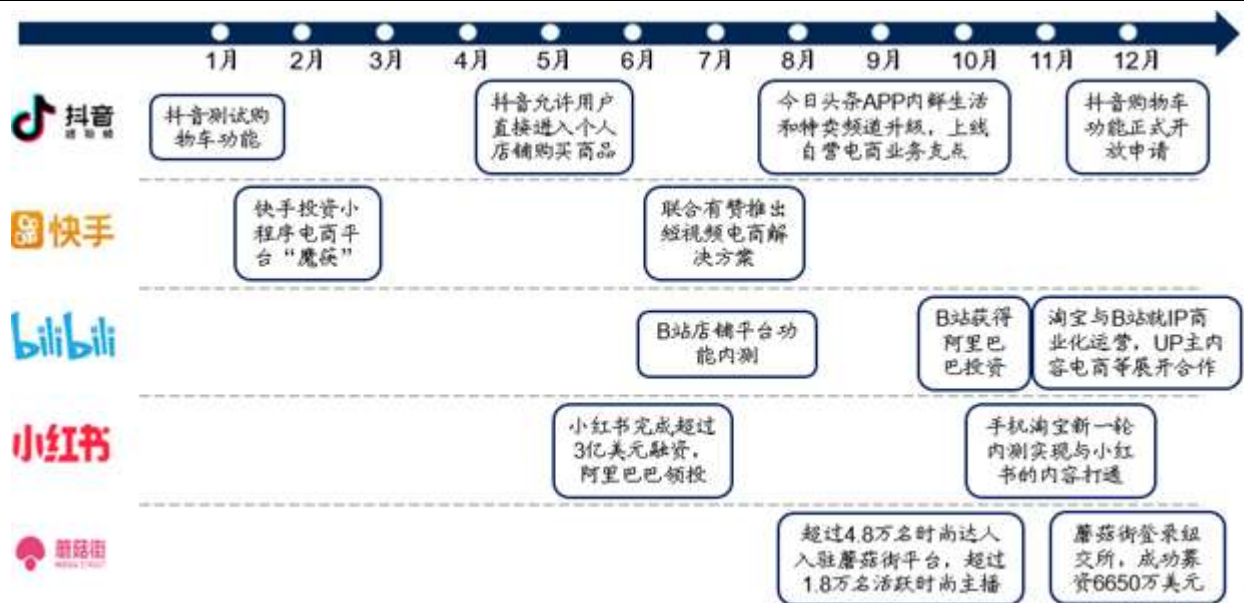 1月 2月 3月 4月 5月 6月 7月 8月 9月 10月 11月 12月
抖音
短视频
抖音测试购
物车功能
抖音允许用户
直接进入个人
店铺购买商品
今日头条APP内鲜生活
和特卖频道升级，上线
自营电商业务支点
抖音购物车
功能正式开
放申请
快手
快手投资小
程序电商平
台“魔筷”
联合有赞推出
短视频电商解
决方案
bilibili
B站店铺平台功
能内测
B站获得
阿里巴
巴投资
淘宝与B站就IP商
业化运营，UP主内
容电商等展开合作
小红书
小红书完成超过
3亿美元融资，
阿里巴巴领投
手机淘宝新一轮
内测实现与小红
书的内容打通
蘑菇街
超过4.8万名时尚达人
入驻蘑菇街平台，超过
1.8万名活跃时尚主播
蘑菇街登录纽
交所，成功募
资6650万美元